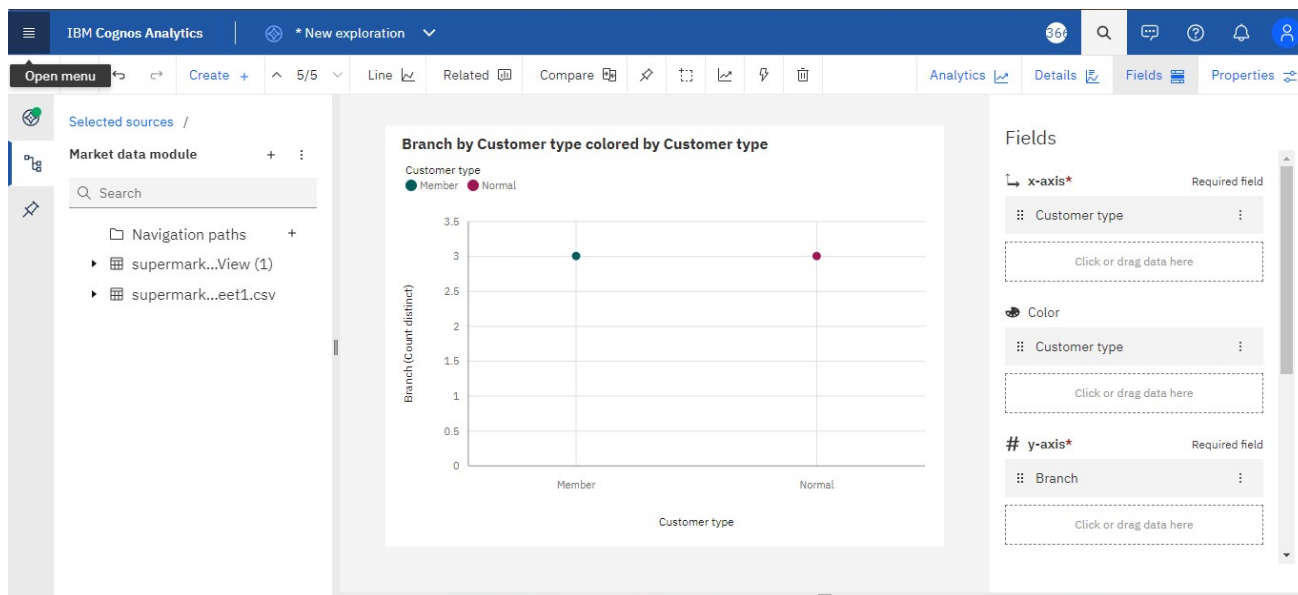 IBM Cognos Analytics
* New exploration
Open menu
Create +
5/5
Line
Related
Compare
Analytics
Details
Fields
Properties
Selected sources /
Market data module
Search
Navigation paths
supermark...View (1)
supermark...eet1.csv
Branch by Customer type colored by Customer type
Customer type
Member Normal
3.5
3
2.5
2
1.5
1
0.5
0
Branch (Count distinct)
Member Normal
Customer type
Fields
x-axis* Required field
Customer type
Click or drag data here
Color
Customer type
Click or drag data here
# y-axis* Required field
Branch
Click or drag data here